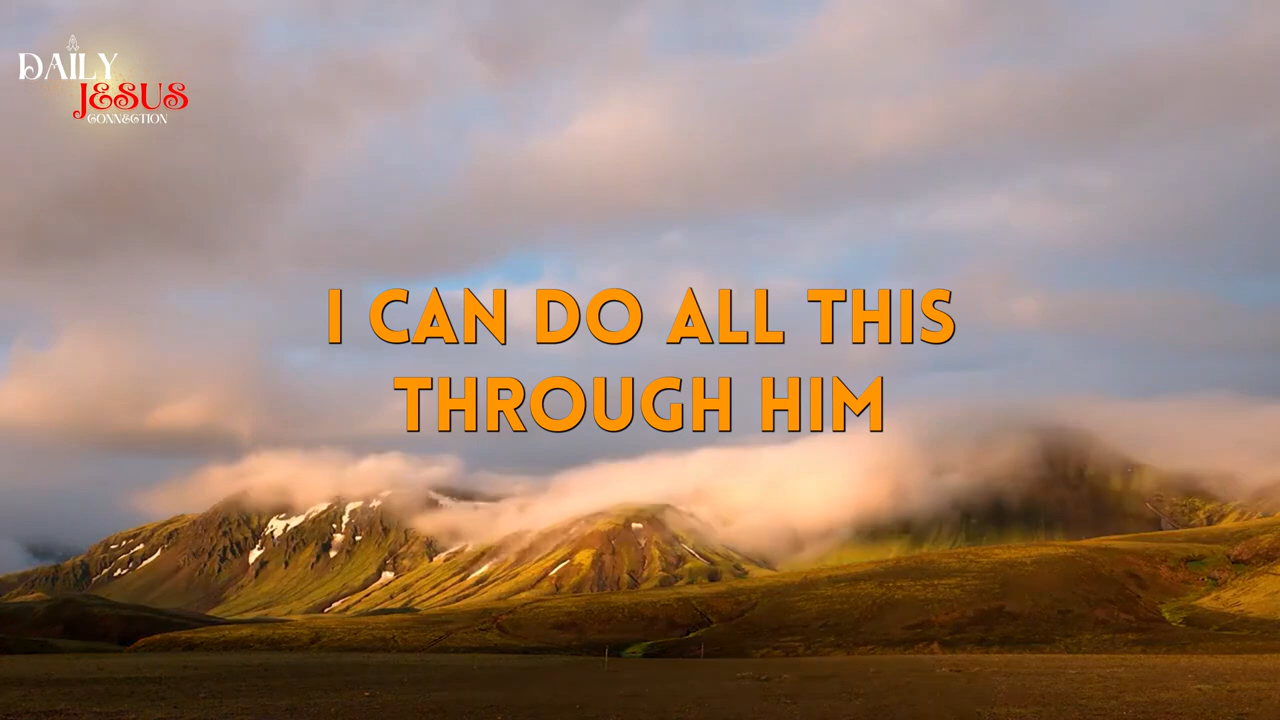 DAILY
JESUS
CONNECTION
I CAN DO ALL THIS
THROUGH HIM